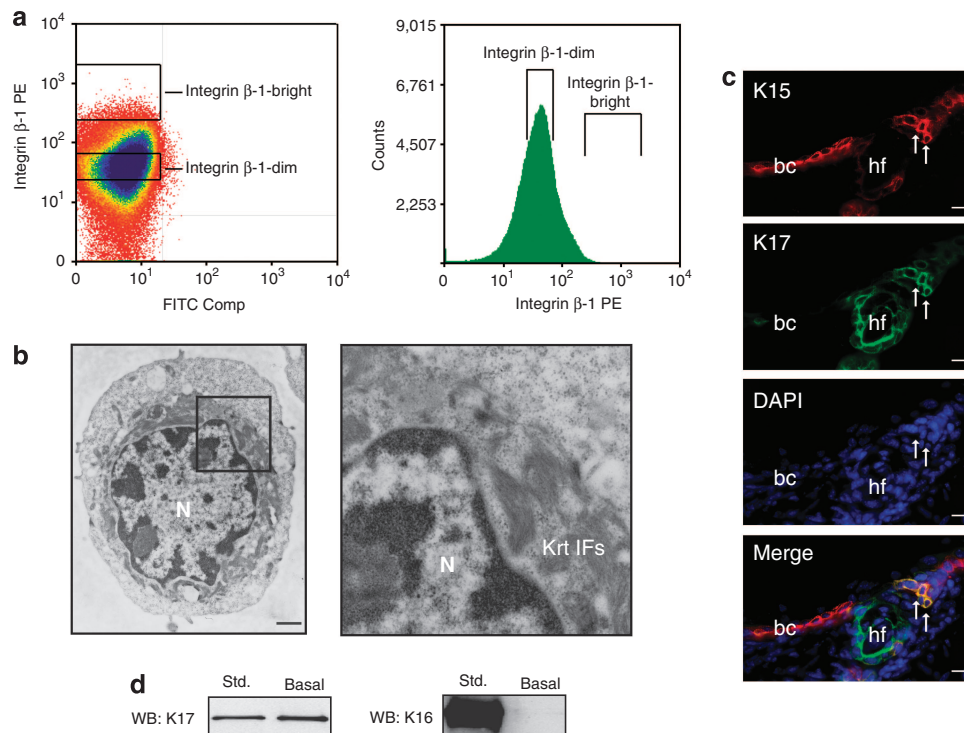 a
10⁴
10³
10²
10¹
0
Integrin β-1 PE
Integrin β-1-bright
Integrin β-1-dim
0 10¹ 10² 10³ 10⁴
FITC Comp
9,015
6,761
4,507
2,253
Counts
Integrin β-1-dim
Integrin β-1-
bright
0 10¹ 10² 10³ 10⁴
Integrin β-1 PE
b
N
N
Krt IFs
c
K15
bc
hf
K17
bc
hf
DAPI
bc
hf
Merge
bc
hf
d
Std. Basal
WB: K17
Std. Basal
WB: K16